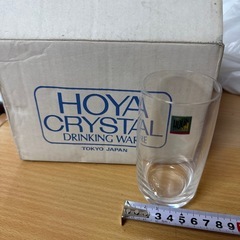 HOYA
CRYSTAL
DRINKING WARE
TOKYO JAPAN
3 4 5 6 7 8 9